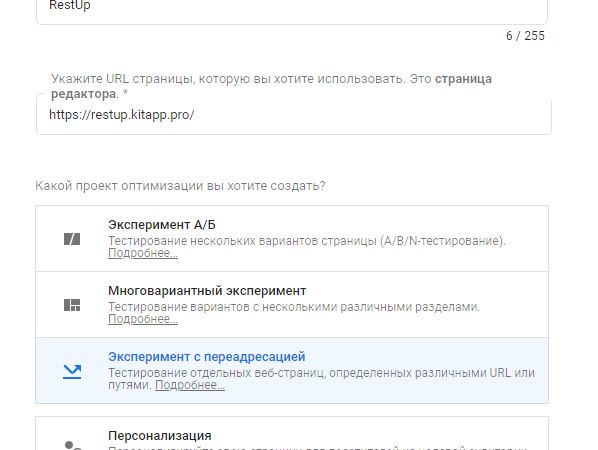 RestUp
6 / 255
Укажите URL страницы, которую вы хотите использовать. Это страница
редактора. *
https://restup.kitapp.pro/
Какой проект оптимизации вы хотите создать?
Эксперимент А/Б
Тестирование нескольких вариантов страницы (A/B/N-тестирование).
Подробнее...
Многовариантный эксперимент
Тестирование вариантов с несколькими различными разделами.
Подробнее...
Эксперимент с переадресацией
Тестирование отдельных веб-страниц, определенных различными URL или
путями. Подробнее...
Персонализация